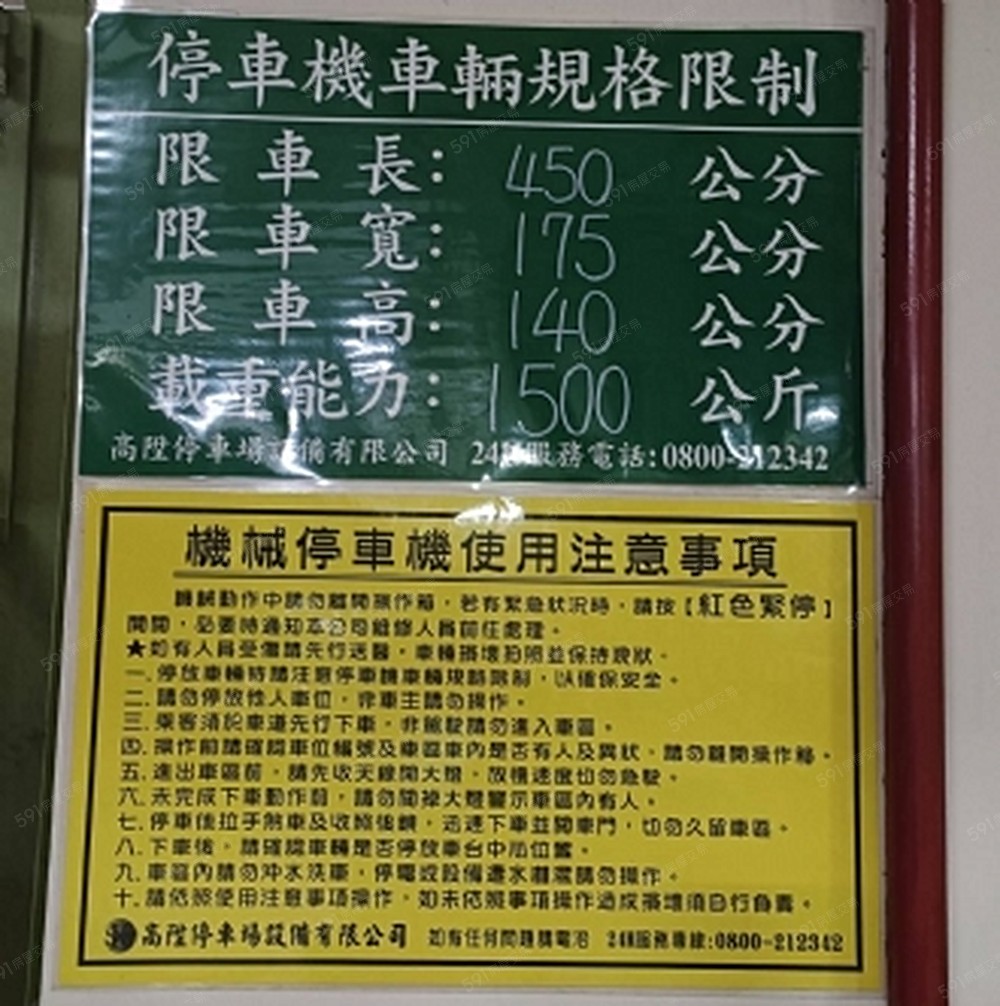 停車機車輛規格限制
限車長：450 公分
限車寬：175 公分
限車高：140 公分
載重能力：1500 公斤
高陞停車場設備有限公司 24H服務電話:0800-212342
機械停車機使用注意事項
機械動作中請勿離開操作箱，若有緊急狀況時，請按【紅色緊停】
開關，必要時通知本公司維修人員前往處理。
★如有人員受傷請先行送醫，車輛損壞拍照並保持現狀。
一.停放車輛時請注意停車機車輛規格限制，以確保安全。
二.請勿停放他人車位，非車主請勿操作。
三.乘客須於車道先行下車，非駕駛請勿進入車區。
四.操作前請確認車位編號及車區車內是否有人及異狀，請勿離開操作箱。
五.進出車區前，請先收天線開大燈，放慢速度切勿急駛。
六.未完成下車動作前，請勿關掉大燈警示車區內有人。
七.停車後拉手煞車及收照後鏡，迅速下車並關車門，切勿久留車區。
八.下車後，請確認車輛是否停放車台中心位置。
九.車區內請勿沖水洗車，停電或設備遭水淹濕請勿操作。
十.請依照使用注意事項操作，如未依照事項操作造成損壞須自行負責。
高陞停車場設備有限公司 如有任何問題請電洽 24H服務專線:0800-212342
591房屋交易